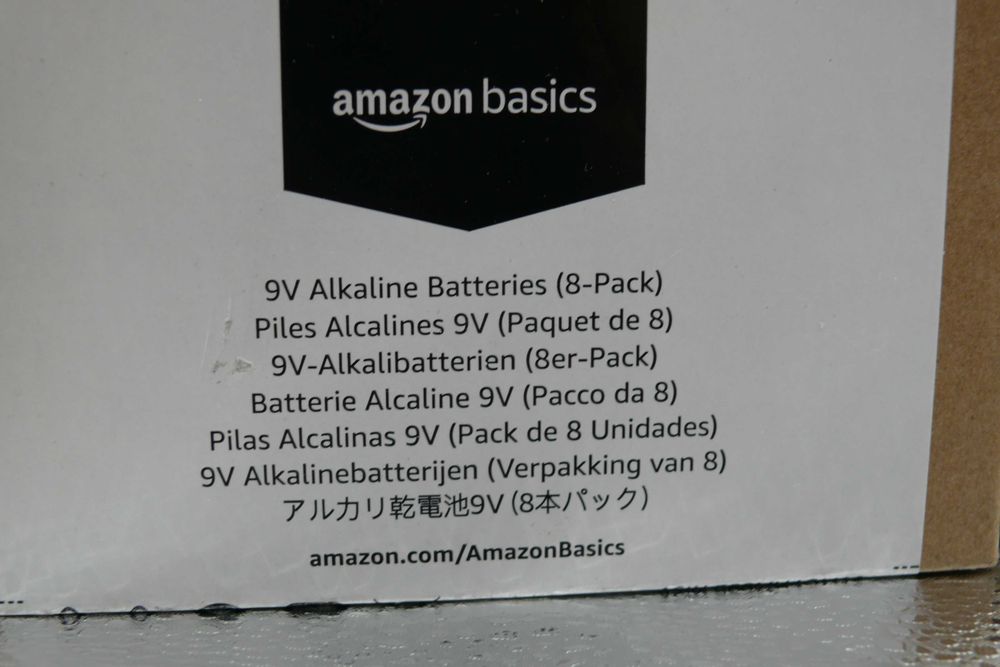 amazon basics
9V Alkaline Batteries (8-Pack)
Piles Alcalines 9V (Paquet de 8)
9V-Alkalibatterien (8er-Pack)
Batterie Alcaline 9V (Pacco da 8)
Pilas Alcalinas 9V (Pack de 8 Unidades)
9V Alkalinebatterijen (Verpakking van 8)
アルカリ乾電池9V (8本パック)
amazon.com/AmazonBasics